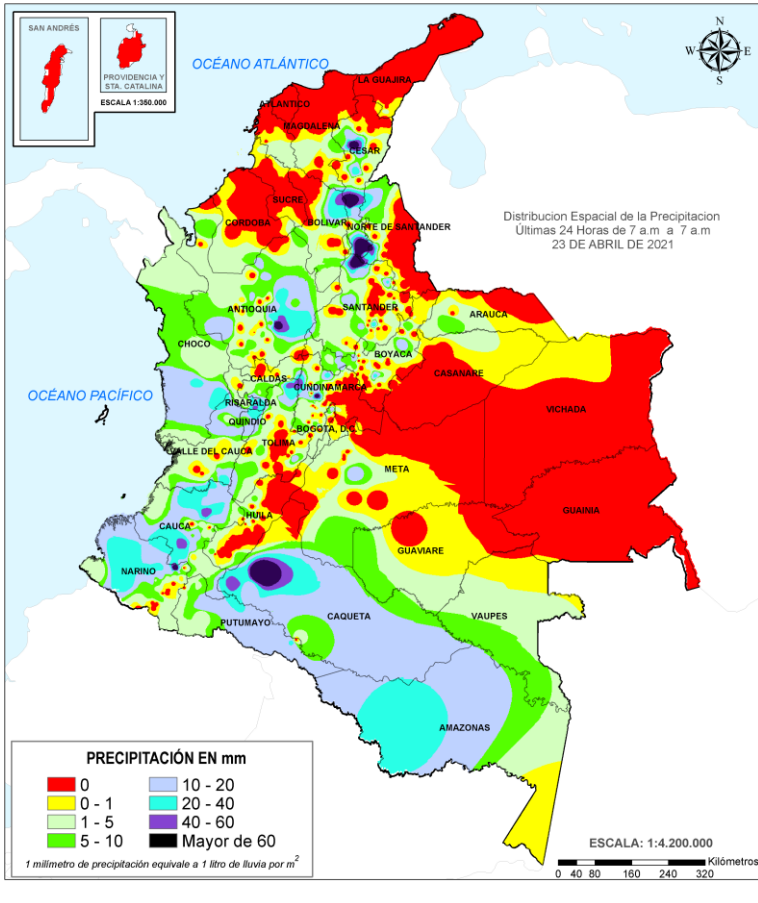 SAN ANDRÉS
PROVIDENCIA Y
STA. CATALINA
ESCALA 1:350.000
OCÉANO ATLÁNTICO
N
W
E
S
LA GUAJIRA
ATLANTICO
MAGDALENA
CESAR
SUCRE
CORDOBA
BOLIVAR
NORTE DE SANTANDER
Distribucion Espacial de la Precipitacion
Últimas 24 Horas de 7 a.m a 7 a.m
23 DE ABRIL DE 2021
ANTIOQUIA
SANTANDER
ARAUCA
CHOCO
BOYACA
CASANARE
CALDAS
CUNDINAMARCA
OCÉANO PACÍFICO
RISARALDA
VICHADA
QUINDIO
BOGOTA, D.C.
TOLIMA
VALLE DEL CAUCA
META
GUAINIA
HUILA
CAUCA
GUAVIARE
NARINO
CAQUETA
VAUPES
PUTUMAYO
AMAZONAS
PRECIPITACIÓN EN mm
0
10 - 20
0 - 1
20 - 40
1 - 5
40 - 60
5 - 10
Mayor de 60
1 milímetro de precipitación equivale a 1 litro de lluvia por m2
ESCALA: 1:4.200.000
Kilómetros
0 40 80 160 240 320